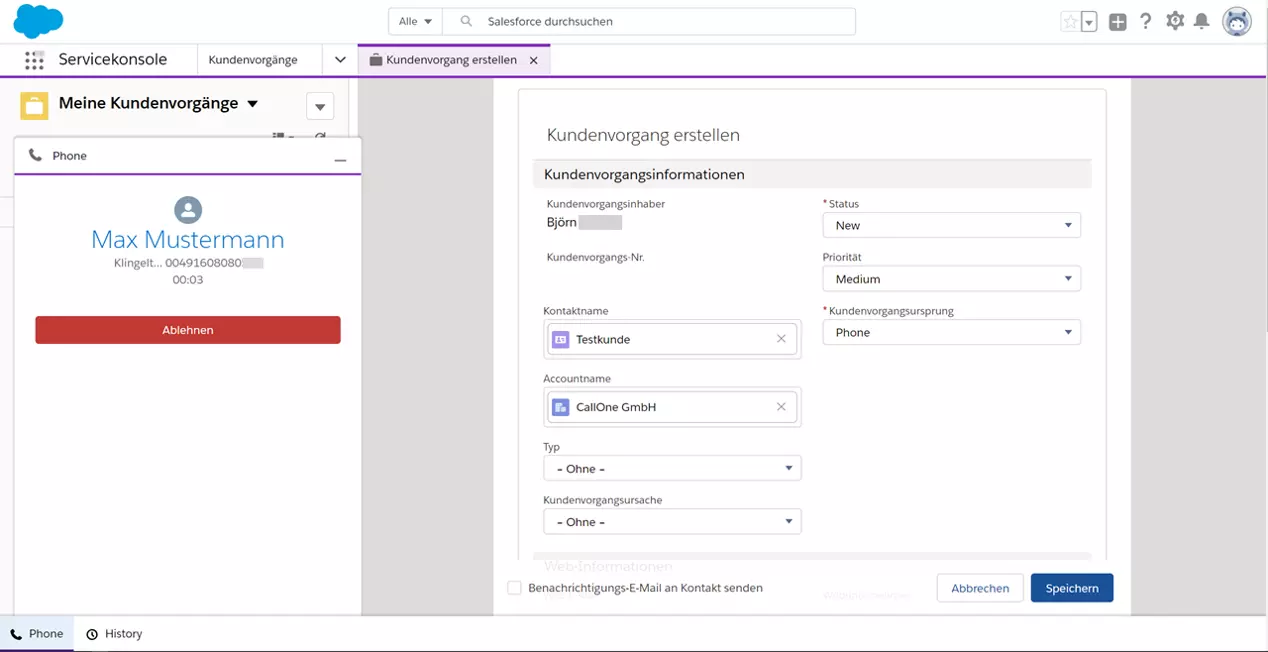 Alle
Salesforce durchsuchen
Servicekonsole
Kundenvorgänge
Kundenvorgang erstellen
Meine Kundenvorgänge
Phone
Max Mustermann
Klingelt... 00491608080
00:03
Ablehnen
Kundenvorgang erstellen
Kundenvorgangsinformationen
Kundenvorgangsinhaber
Björn
Kundenvorgangs-Nr.
Kontaktname
Testkunde
Accountname
CallOne GmbH
Typ
- Ohne -
Kundenvorgangsursache
- Ohne -
* Status
New
Priorität
Medium
* Kundenvorgangsursprung
Phone
Web-Informationen
Benachrichtigungs-E-Mail an Kontakt senden
Abbrechen
Speichern
Phone
History